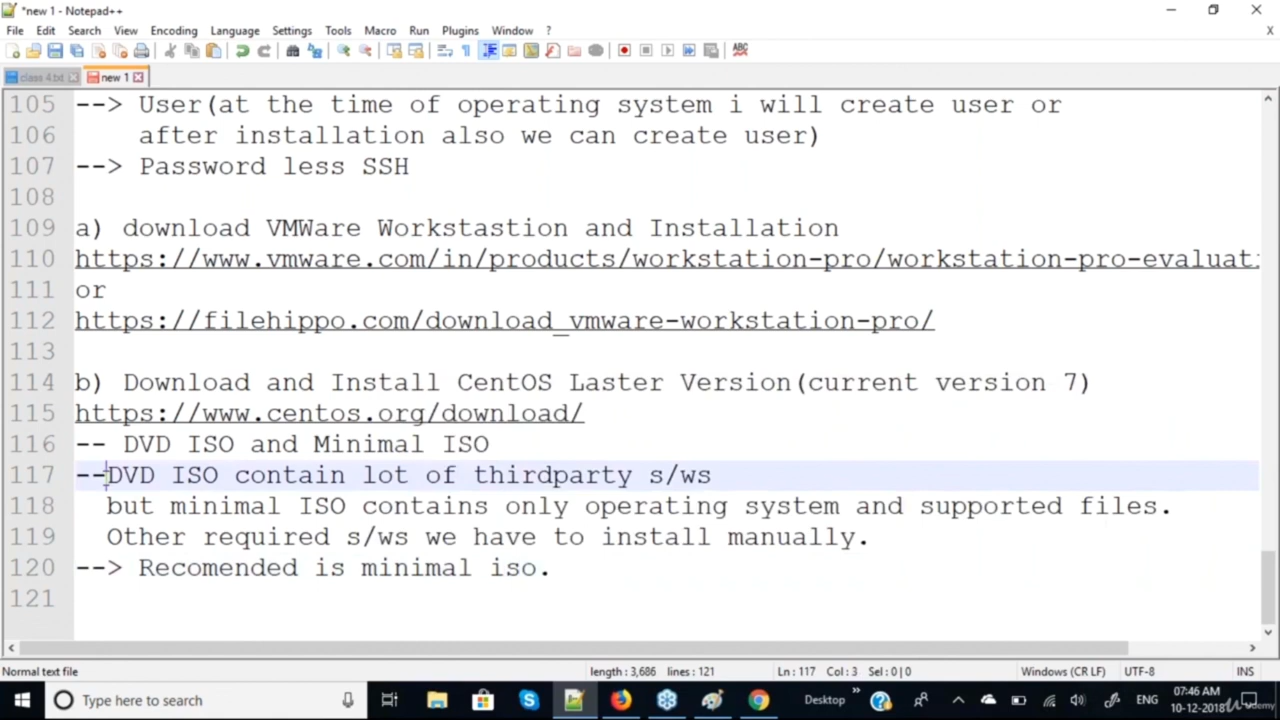 *new 1 - Notepad++
File Edit Search View Encoding Language Settings Tools Macro Run Plugins Window ? X
class 4.txt new 1
105 --> User(at the time of operating system i will create user or
106 after installation also we can create user)
107 --> Password less SSH
108
109 a) download VMWare Workstastion and Installation
110 https://www.vmware.com/in/products/workstation-pro/workstation-pro-evaluati
111 or
112 https://filehippo.com/download_vmware-workstation-pro/
113
114 b) Download and Install CentOS Laster Version(current version 7)
115 https://www.centos.org/download/
116 -- DVD ISO and Minimal ISO
117 --DVD ISO contain lot of thirdparty s/ws
118 but minimal ISO contains only operating system and supported files.
119 Other required s/ws we have to install manually.
120 --> Recomended is minimal iso.
121
Normal text file length : 3,686 lines : 121 Ln : 117 Col : 3 Sel : 0 | 0 Windows (CR LF) UTF-8 INS
Type here to search Desktop ENG 07:46 AM
10-12-2018 Udemy